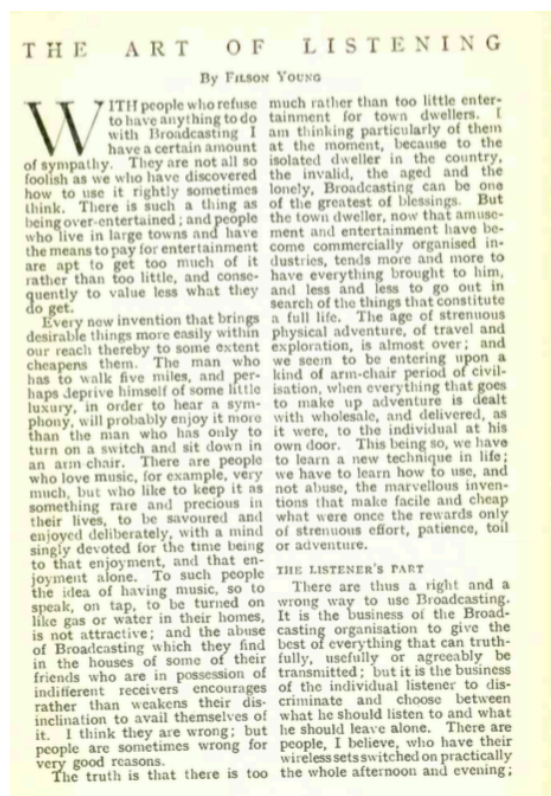 THE ART OF LISTENING
By Filson Young
WITH people who refuse
to have anything to do
with Broadcasting I
have a certain amount
of sympathy. They are not all so
foolish as we who have discovered
how to use it rightly sometimes
think. There is such a thing as
being over-entertained; and people
who live in large towns and have
the means to pay for entertainment
are apt to get too much of it
rather than too little, and conse-
quently to value less what they
do get.
Every new invention that brings
desirable things more easily within
our reach thereby to some extent
cheapens them. The man who
has to walk five miles, and per-
haps deprive himself of some little
luxury, in order to hear a sym-
phony, will probably enjoy it more
than the man who has only to
turn on a switch and sit down in
an arm chair. There are people
who love music, for example, very
much, but who like to keep it as
something rare and precious in
their lives, to be savoured and
enjoyed deliberately, with a mind
singly devoted for the time being
to that enjoyment, and that en-
joyment alone. To such people
the idea of having music, so to
speak, on tap, to be turned on
like gas or water in their homes,
is not attractive; and the abuse
of Broadcasting which they find
in the houses of some of their
friends who are in possession of
indifferent receivers encourages
rather than weakens their dis-
inclination to avail themselves of
it. I think they are wrong; but
people are sometimes wrong for
very good reasons.
The truth is that there is too
much rather than too little enter-
tainment for town dwellers. I
am thinking particularly of them
at the moment, because to the
isolated dweller in the country,
the invalid, the aged and the
lonely, Broadcasting can be one
of the greatest of blessings. But
the town dweller, now that amuse-
ment and entertainment have be-
come commercially organised in-
dustries, tends more and more to
have everything brought to him,
and less and less to go out in
search of the things that constitute
a full life. The age of strenuous
physical adventure, of travel and
exploration, is almost over; and
we seem to be entering upon a
kind of arm-chair period of civil-
isation, when everything that goes
to make up adventure is dealt
with wholesale, and delivered, as
it were, to the individual at his
own door. This being so, we have
to learn a new technique in life;
we have to learn how to use, and
not abuse, the marvellous inven-
tions that make facile and cheap
what were once the rewards only
of strenuous effort, patience, toil
or adventure.
THE LISTENER'S PART
There are thus a right and a
wrong way to use Broadcasting.
It is the business of the Broad-
casting organisation to give the
best of everything that can truth-
fully, usefully or agreeably be
transmitted; but it is the business
of the individual listener to dis-
criminate and choose between
what he should listen to and what
he should leave alone. There are
people, I believe, who have their
wireless sets switched on practically
the whole afternoon and evening;